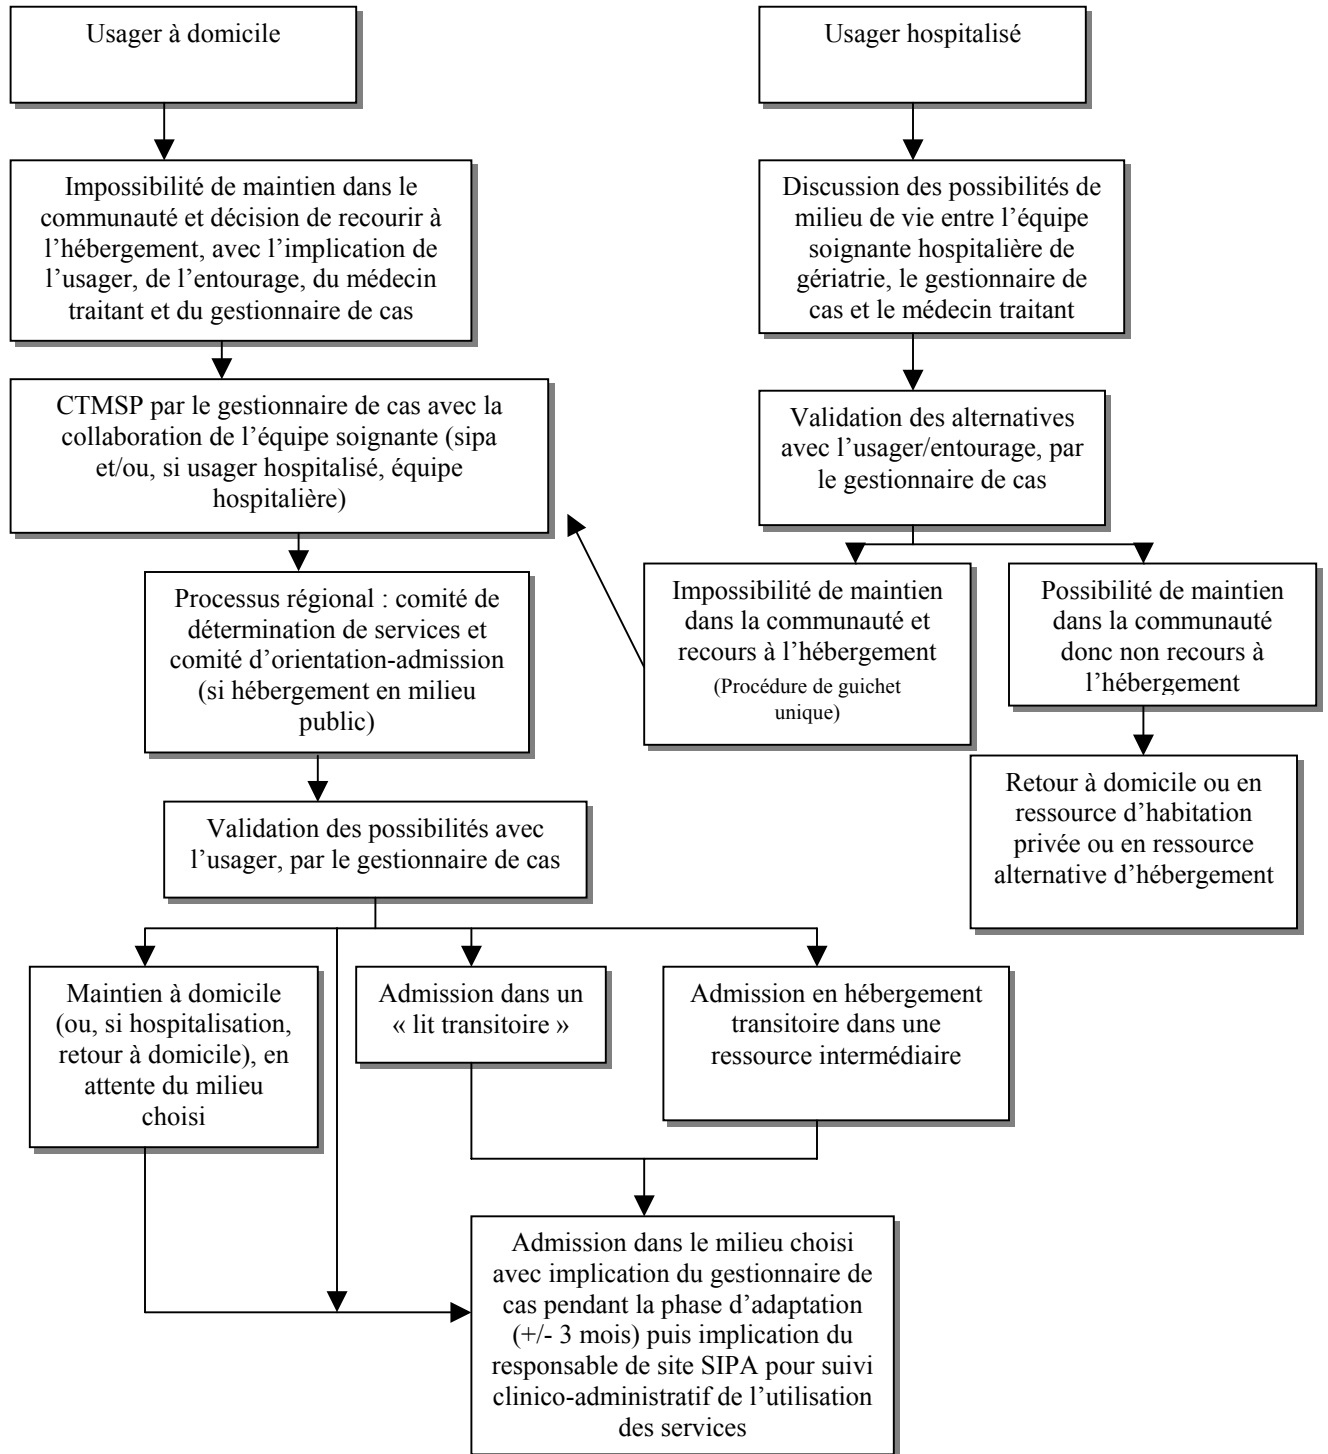 Usager à domicile
Usager hospitalisé
Impossibilité de maintien dans le
communauté et décision de recourir à
l’hébergement, avec l’implication de
l’usager, de l’entourage, du médecin
traitant et du gestionnaire de cas
Discussion des possibilités de
milieu de vie entre l’équipe
soignante hospitalière de
gériatrie, le gestionnaire de
cas et le médecin traitant
CTMSP par le gestionnaire de cas avec la
collaboration de l’équipe soignante (sipa
et/ou, si usager hospitalisé, équipe
hospitalière)
Validation des alternatives
avec l’usager/entourage, par
le gestionnaire de cas
Processus régional : comité de
détermination de services et
comité d’orientation-admission
(si hébergement en milieu
public)
Impossibilité de maintien
dans la communauté et
recours à l’hébergement
(Procédure de guichet
unique)
Possibilité de maintien
dans la communauté
donc non recours à
l’hébergement
Retour à domicile ou en
ressource d’habitation
privée ou en ressource
alternative d’hébergement
Validation des possibilités avec
l’usager, par le gestionnaire de cas
Maintien à domicile
(ou, si hospitalisation,
retour à domicile), en
attente du milieu
choisi
Admission dans un
« lit transitoire »
Admission en hébergement
transitoire dans une
ressource intermédiaire
Admission dans le milieu choisi
avec implication du gestionnaire de
cas pendant la phase d’adaptation
(+/- 3 mois) puis implication du
responsable de site SIPA pour suivi
clinico-administratif de l’utilisation
des services